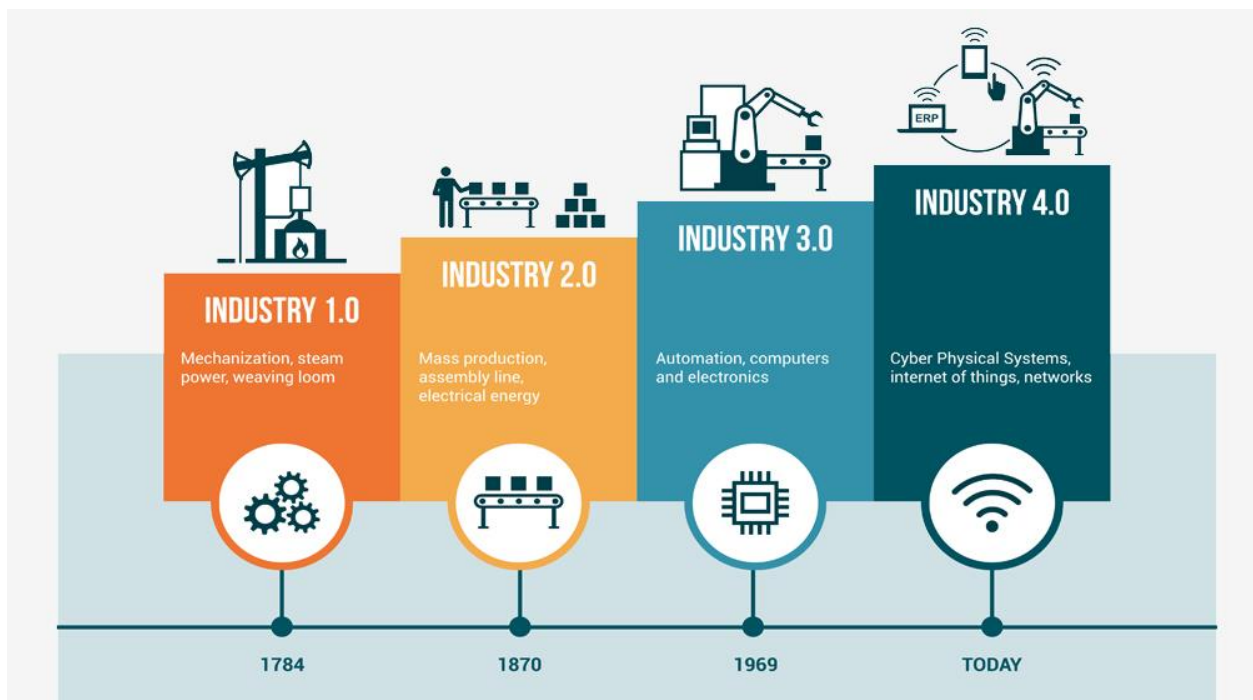 ERP
INDUSTRY 1.0
Mechanization, steam
power, weaving loom
INDUSTRY 2.0
Mass production,
assembly line,
electrical energy
INDUSTRY 3.0
Automation, computers
and electronics
INDUSTRY 4.0
Cyber Physical Systems,
internet of things, networks
1784
1870
1969
TODAY